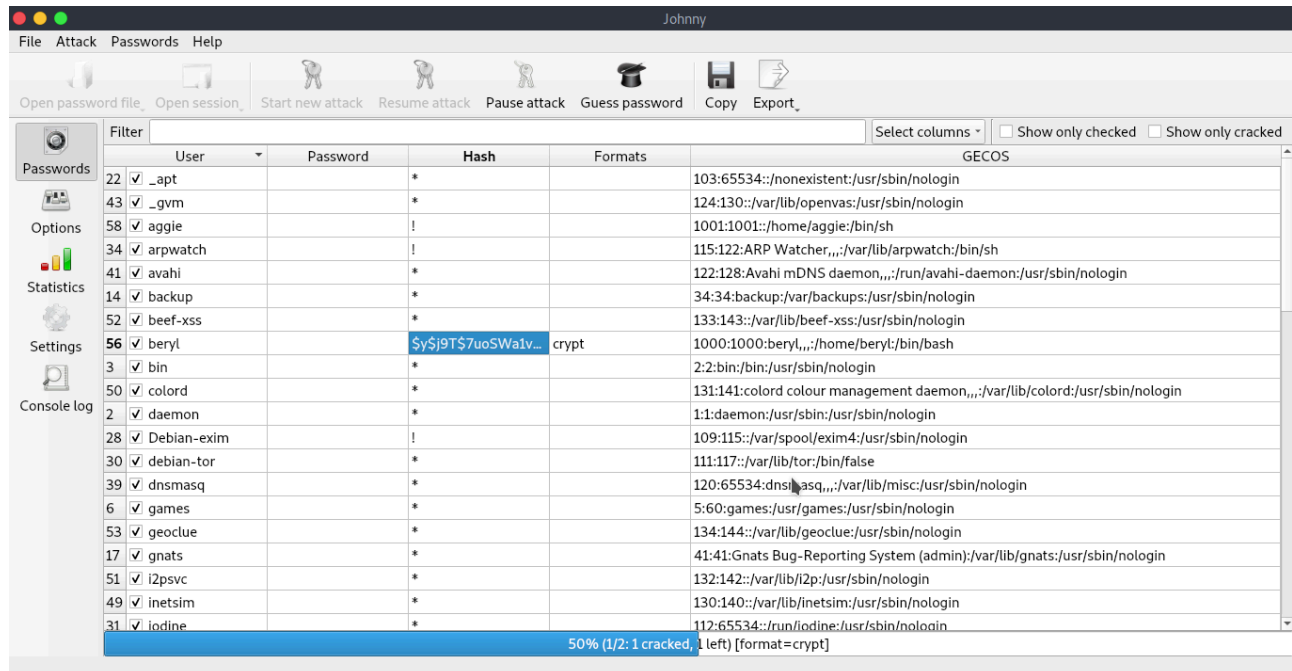 Johnny
File Attack Passwords Help
Open password file Open session Start new attack Resume attack Pause attack Guess password Copy Export
Passwords
Options
Statistics
Settings
Console log
Filter Select columns Show only checked Show only cracked
User Password Hash Formats GECOS
22 _apt * 103:65534::/nonexistent:/usr/sbin/nologin
43 _gvm * 124:130::/var/lib/openvas:/usr/sbin/nologin
58 aggie ! 1001:1001::/home/aggie:/bin/sh
34 arpwatch ! 115:122:ARP Watcher,,,:/var/lib/arpwatch:/bin/sh
41 avahi * 122:128:Avahi mDNS daemon,,,:/run/avahi-daemon:/usr/sbin/nologin
14 backup * 34:34:backup:/var/backups:/usr/sbin/nologin
52 beef-xss * 133:143::/var/lib/beef-xss:/usr/sbin/nologin
56 beryl $y$j9T$7uoSWa1v... crypt 1000:1000:beryl,,,:/home/beryl:/bin/bash
3 bin * 2:2:bin:/bin:/usr/sbin/nologin
50 colord * 131:141:colord colour management daemon,,,:/var/lib/colord:/usr/sbin/nologin
2 daemon * 1:1:daemon:/usr/sbin:/usr/sbin/nologin
28 Debian-exim ! 109:115::/var/spool/exim4:/usr/sbin/nologin
30 debian-tor * 111:117::/var/lib/tor:/bin/false
39 dnsmasq * 120:65534:dnsmasq,,,:/var/lib/misc:/usr/sbin/nologin
6 games * 5:60:games:/usr/games:/usr/sbin/nologin
53 geoclue * 134:144::/var/lib/geoclue:/usr/sbin/nologin
17 gnats * 41:41:Gnats Bug-Reporting System (admin):/var/lib/gnats:/usr/sbin/nologin
51 i2psvc * 132:142::/var/lib/i2p:/usr/sbin/nologin
49 inetsim * 130:140::/var/lib/inetsim:/usr/sbin/nologin
31 iodine * 112:65534::/run/iodine:/usr/sbin/nologin
50% (1/2: 1 cracked, 1 left) [format=crypt]